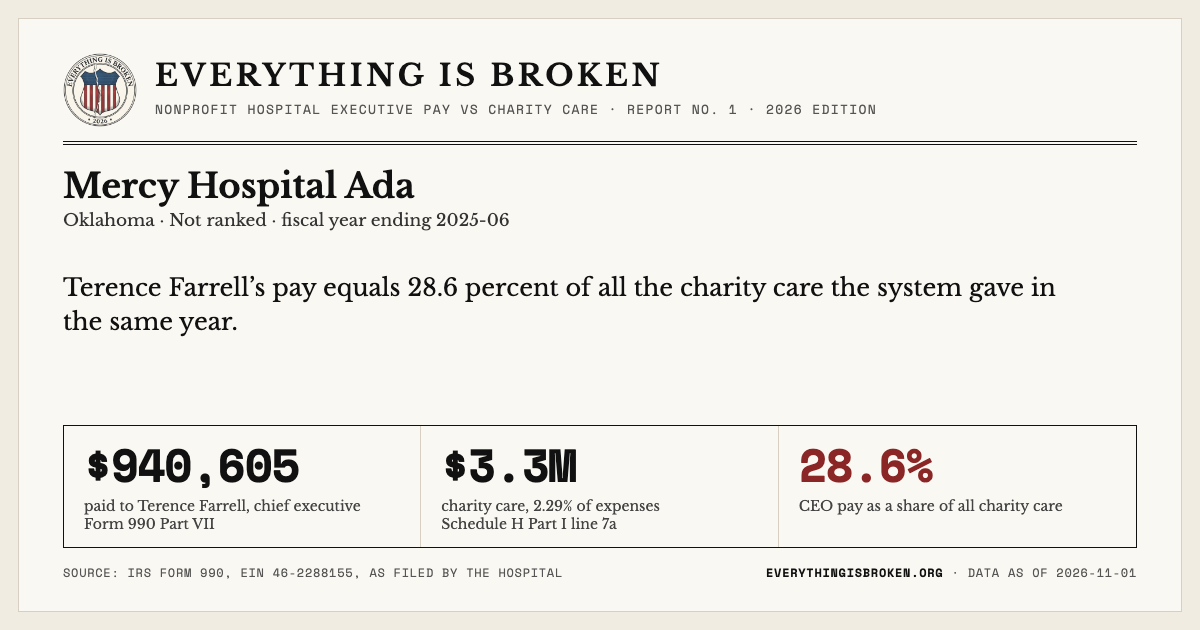 EVERYTHING IS BROKEN
· 2026 ·
EVERYTHING IS BROKEN
NONPROFIT HOSPITAL EXECUTIVE PAY VS CHARITY CARE · REPORT NO. 1 · 2026 EDITION
Mercy Hospital Ada
Oklahoma · Not ranked · fiscal year ending 2025-06
Terence Farrell’s pay equals 28.6 percent of all the charity care the system gave in
the same year.
$940,605
paid to Terence Farrell, chief executive
Form 990 Part VII
$3.3M
charity care, 2.29% of expenses
Schedule H Part I line 7a
28.6%
CEO pay as a share of all charity care
SOURCE: IRS FORM 990, EIN 46-2288155, AS FILED BY THE HOSPITAL
EVERYTHINGISBROKEN.ORG · DATA AS OF 2026-11-01